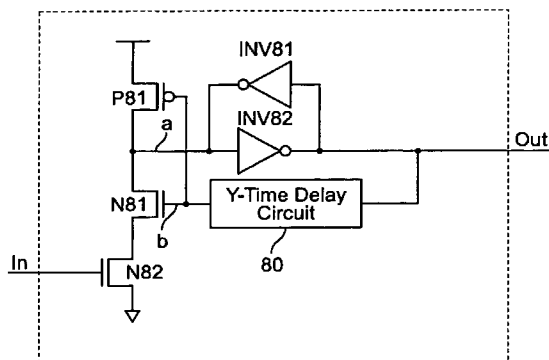 INV81
P81
INV82
a
Out
N81
Y-Time Delay
Circuit
b
80
In
N82